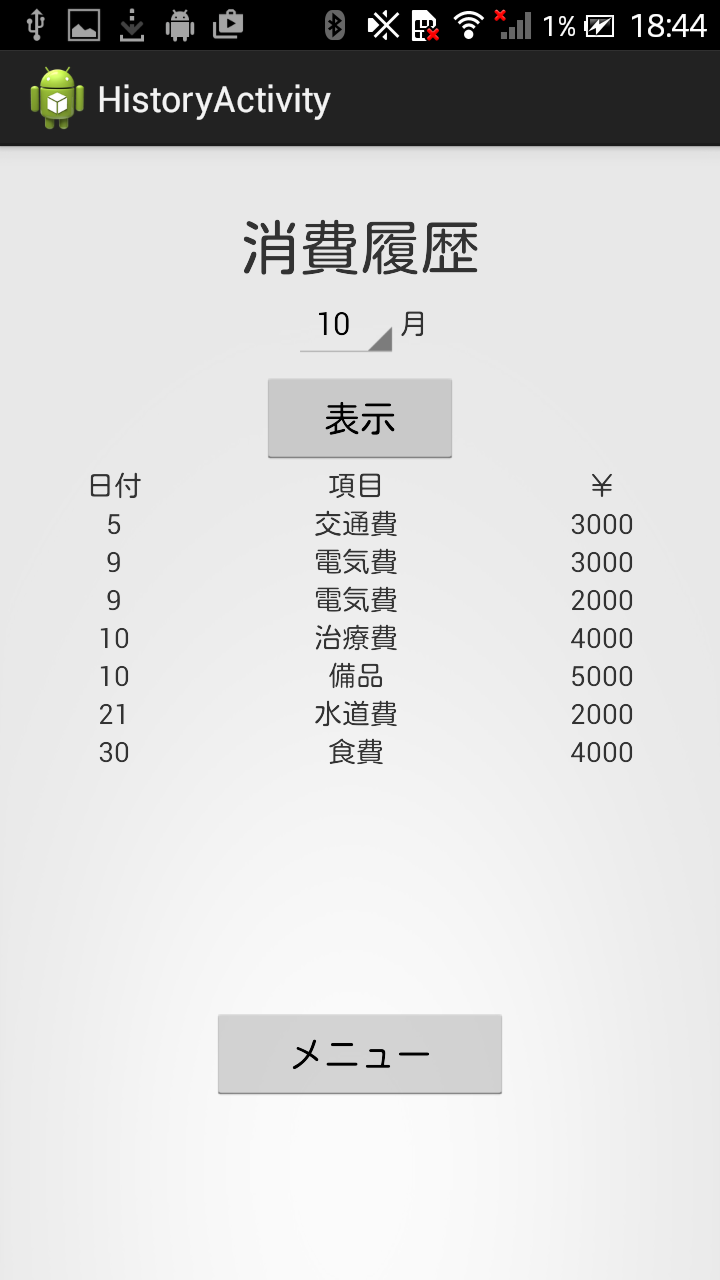 1% 18:44
HistoryActivity
消費履歴
10 月
表示
日付 項目 ¥
5 交通費 3000
9 電気費 3000
9 電気費 2000
10 治療費 4000
10 備品 5000
21 水道費 2000
30 食費 4000
メニュー